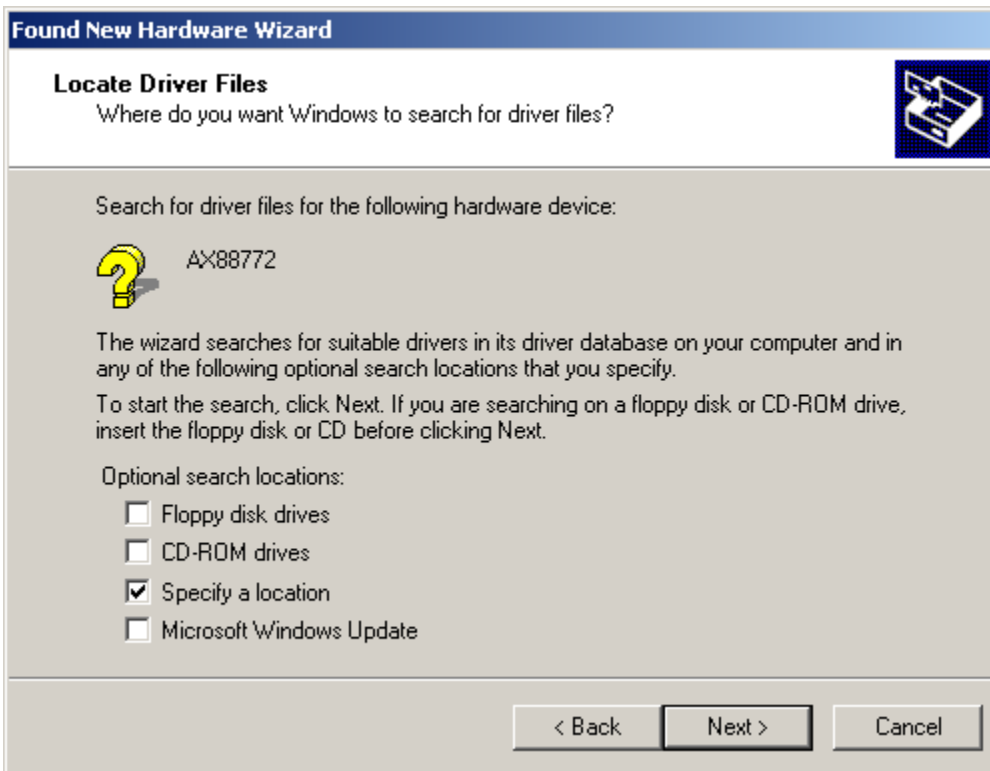 Found New Hardware Wizard
Locate Driver Files
Where do you want Windows to search for driver files?
Search for driver files for the following hardware device:
AX88772
The wizard searches for suitable drivers in its driver database on your computer and in
any of the following optional search locations that you specify.
To start the search, click Next. If you are searching on a floppy disk or CD-ROM drive,
insert the floppy disk or CD before clicking Next.
Optional search locations:
Floppy disk drives
CD-ROM drives
Specify a location
Microsoft Windows Update
< Back Next > Cancel